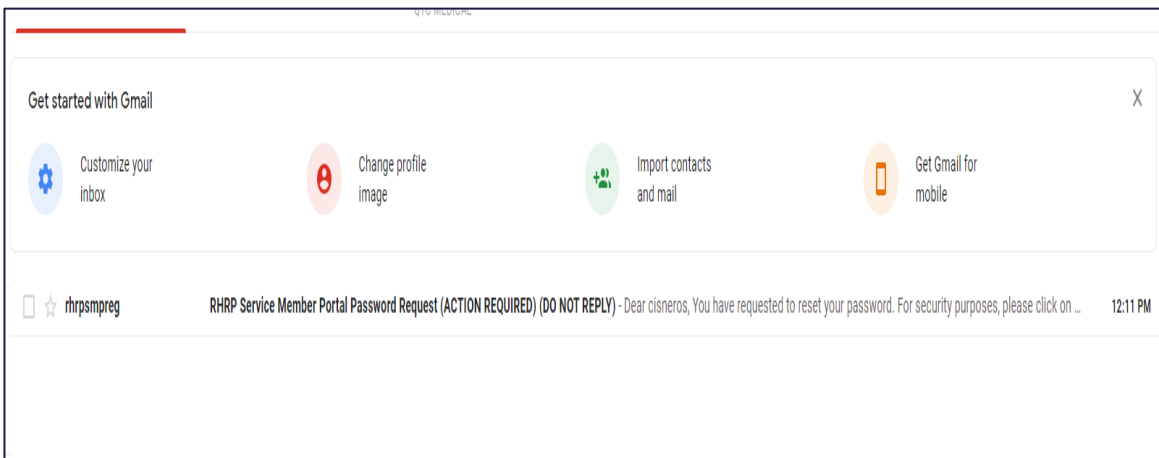 QTC MEDICAL
Get started with Gmail
X
Customize your
inbox
Change profile
image
Import contacts
and mail
Get Gmail for
mobile
rhrpsmpreg RHRP Service Member Portal Password Request (ACTION REQUIRED) (DO NOT REPLY) - Dear cisneros, You have requested to reset your password. For security purposes, please click on ... 12:11 PM